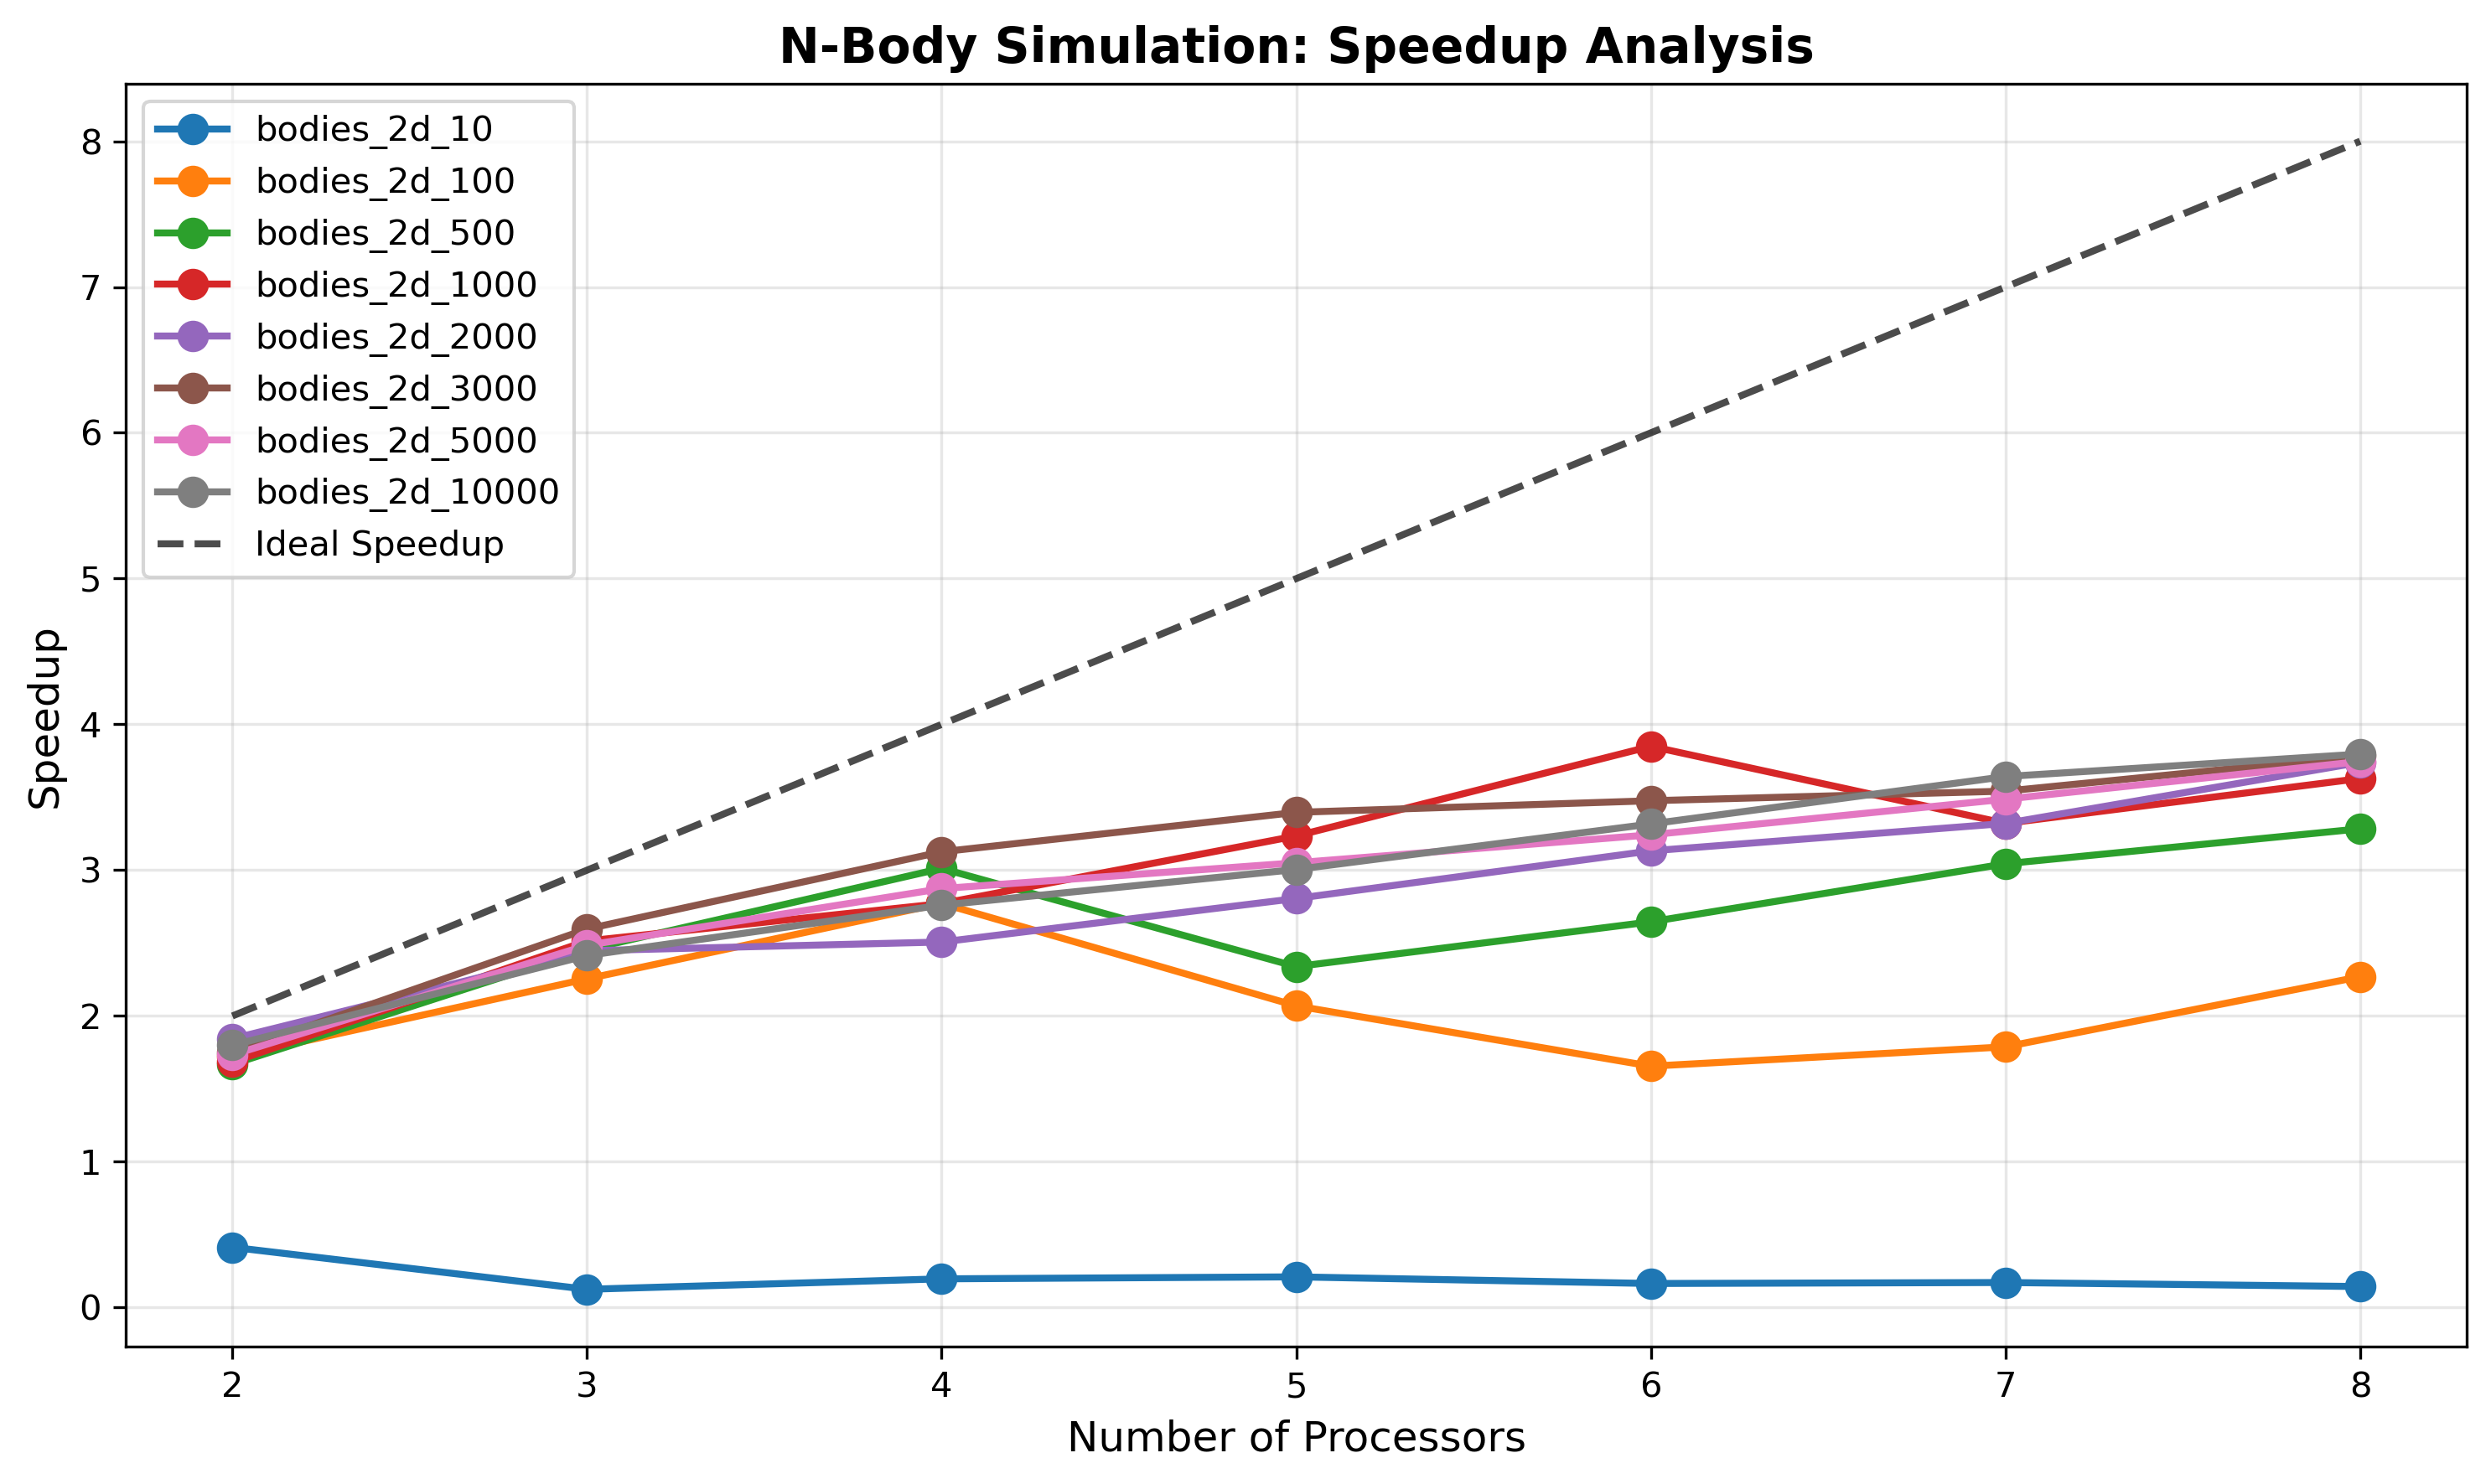 N-Body Simulation: Speedup Analysis
bodies_2d_10
bodies_2d_100
bodies_2d_500
bodies_2d_1000
bodies_2d_2000
bodies_2d_3000
bodies_2d_5000
bodies_2d_10000
Ideal Speedup
Speedup
8
7
6
5
4
3
2
1
0
2 3 4 5 6 7 8
Number of Processors